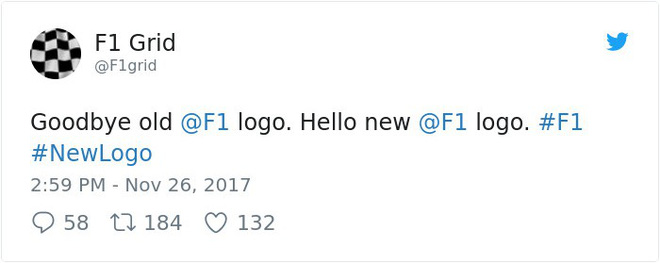 F1 Grid
@F1grid
Goodbye old @F1 logo. Hello new @F1 logo. #F1
#NewLogo
2:59 PM - Nov 26, 2017
58 184 132